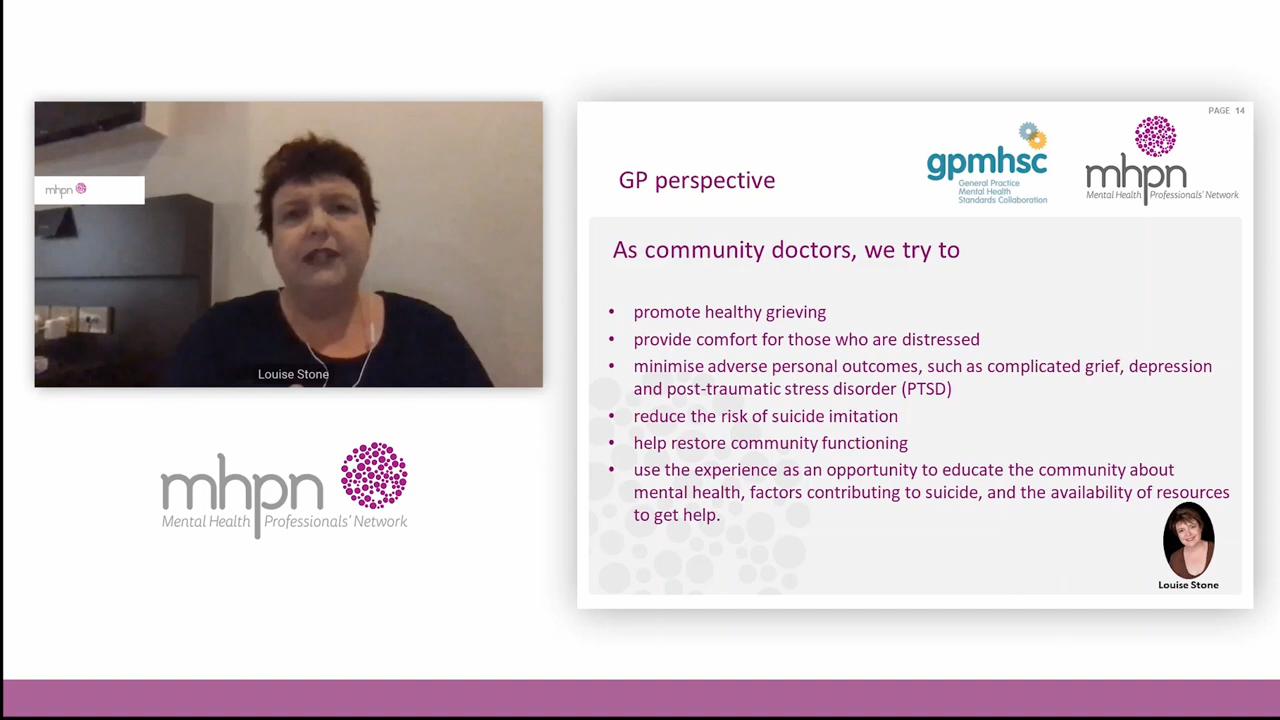 mhpn
Louise Stone
mhpn
Mental Health Professionals' Network
PAGE 14
GP perspective
gpmhsc
General Practice
Mental Health
Standards Collaboration
mhpn
Mental Health Professionals' Network
As community doctors, we try to
• promote healthy grieving
• provide comfort for those who are distressed
• minimise adverse personal outcomes, such as complicated grief, depression
and post-traumatic stress disorder (PTSD)
• reduce the risk of suicide imitation
• help restore community functioning
• use the experience as an opportunity to educate the community about
mental health, factors contributing to suicide, and the availability of resources
to get help.
Louise Stone